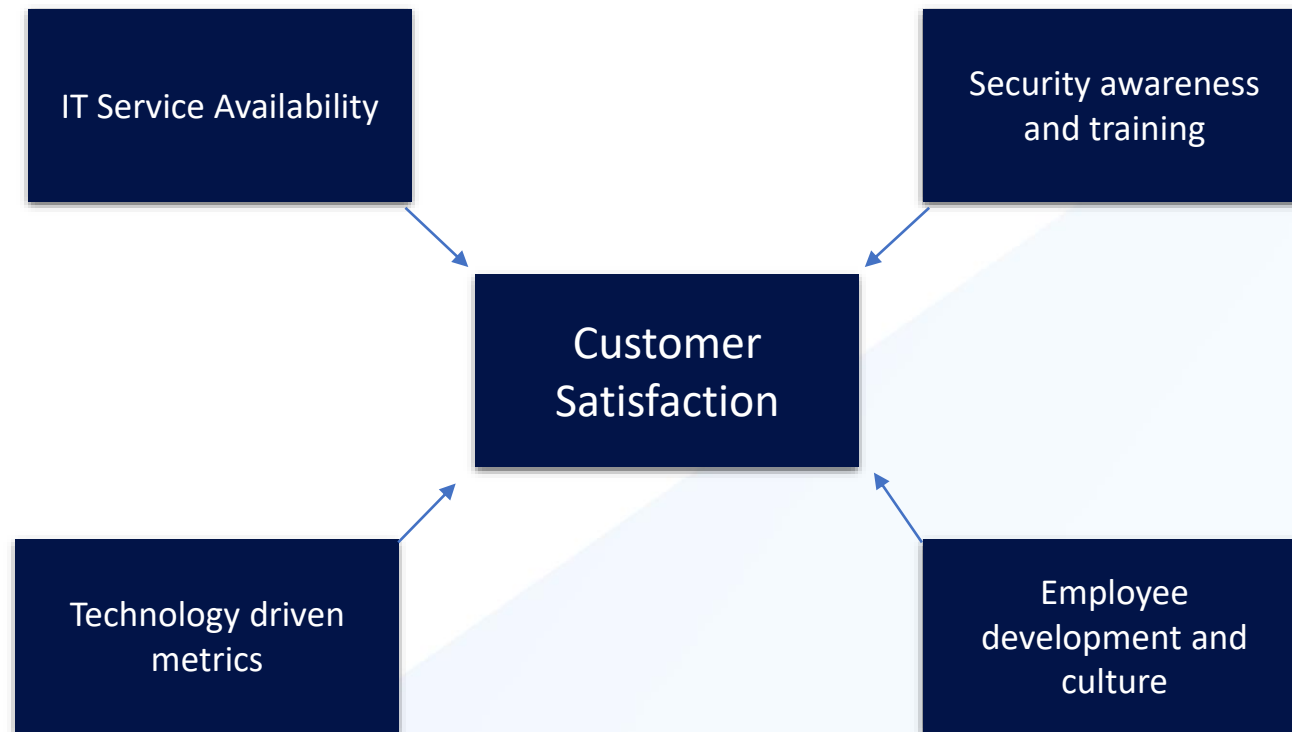 IT Service Availability
Security awareness
and training
Customer
Satisfaction
Technology driven
metrics
Employee
development and
culture